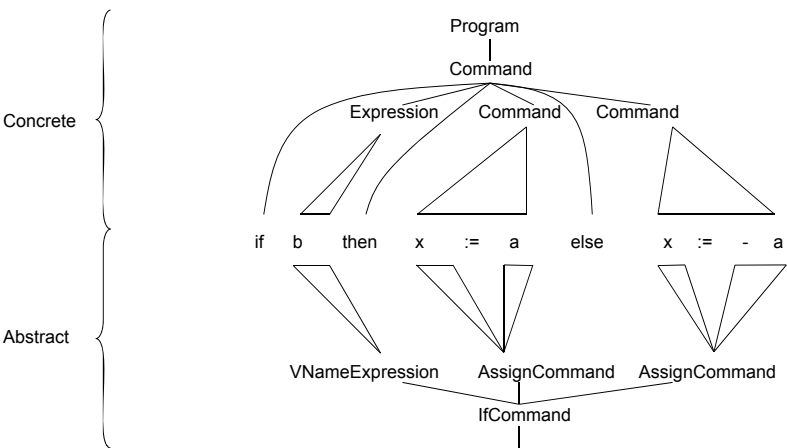 Program
Command
Concrete
Expression Command Command
if b then x := a else x := - a
Abstract
VNameExpression AssignCommand AssignCommand
IfCommand